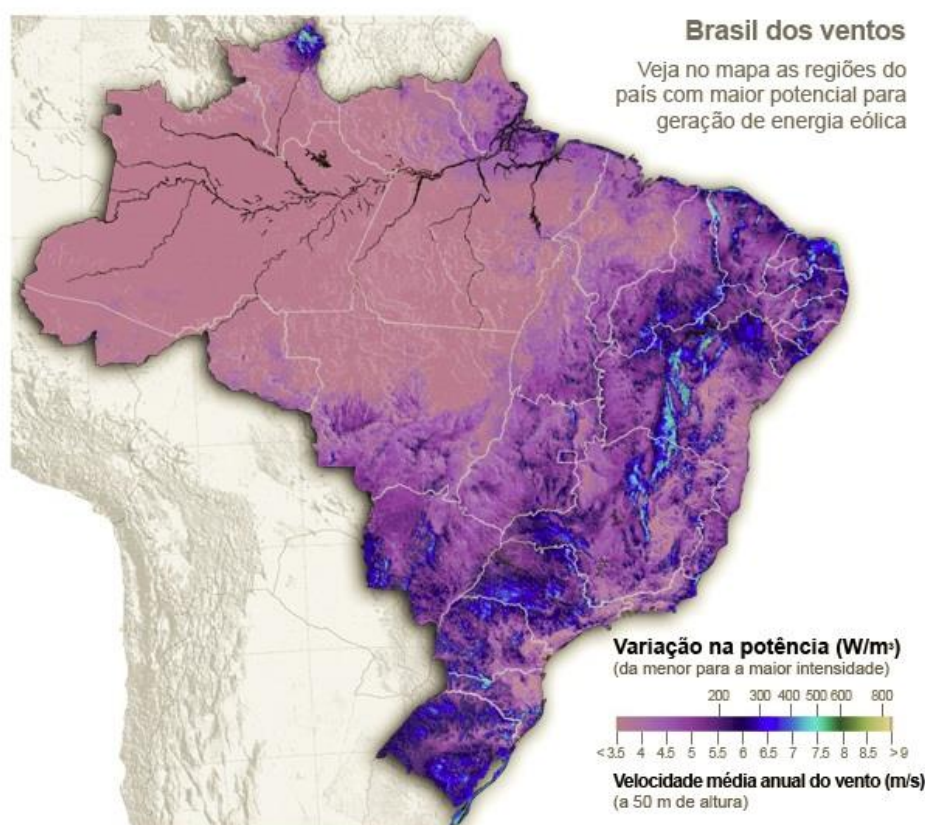 Brasil dos ventos
Veja no mapa as regiões do
país com maior potencial para
geração de energia eólica
Variação na potência (W/m³)
(da menor para a maior intensidade)
200 300 400 500 600 800
<3.5 4 4.5 5 5.5 6 6.5 7 7.5 8 8.5 >9
Velocidade média anual do vento (m/s)
(a 50 m de altura)